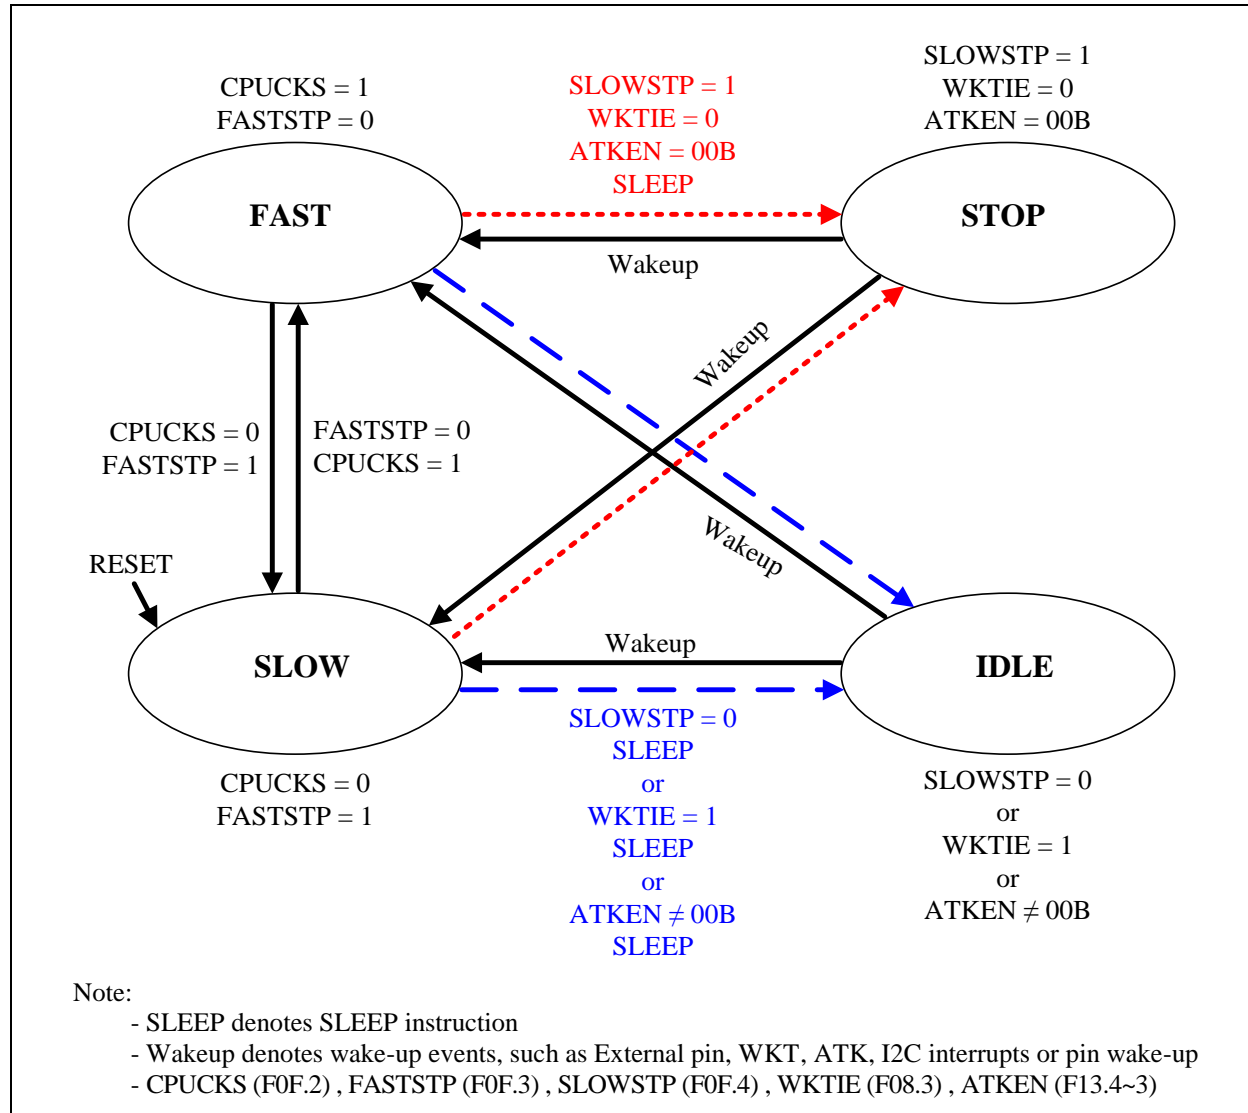 CPUCKS = 1
FASTSTP = 0
SLOWSTP = 1
WKTIE = 0
ATKEN = 00B
SLEEP
SLOWSTP = 1
WKTIE = 0
ATKEN = 00B
FAST
STOP
Wakeup
Wakeup
CPUCKS = 0
FASTSTP = 1
FASTSTP = 0
CPUCKS = 1
Wakeup
RESET
SLOW
Wakeup
IDLE
CPUCKS = 0
FASTSTP = 1
SLOWSTP = 0
SLEEP
or
WKTIE = 1
SLEEP
or
ATKEN ≠ 00B
SLEEP
SLOWSTP = 0
or
WKTIE = 1
or
ATKEN ≠ 00B
Note:
- SLEEP denotes SLEEP instruction
- Wakeup denotes wake-up events, such as External pin, WKT, ATK, I2C interrupts or pin wake-up
- CPUCKS (F0F.2) , FASTSTP (F0F.3) , SLOWSTP (F0F.4) , WKTIE (F08.3) , ATKEN (F13.4~3)